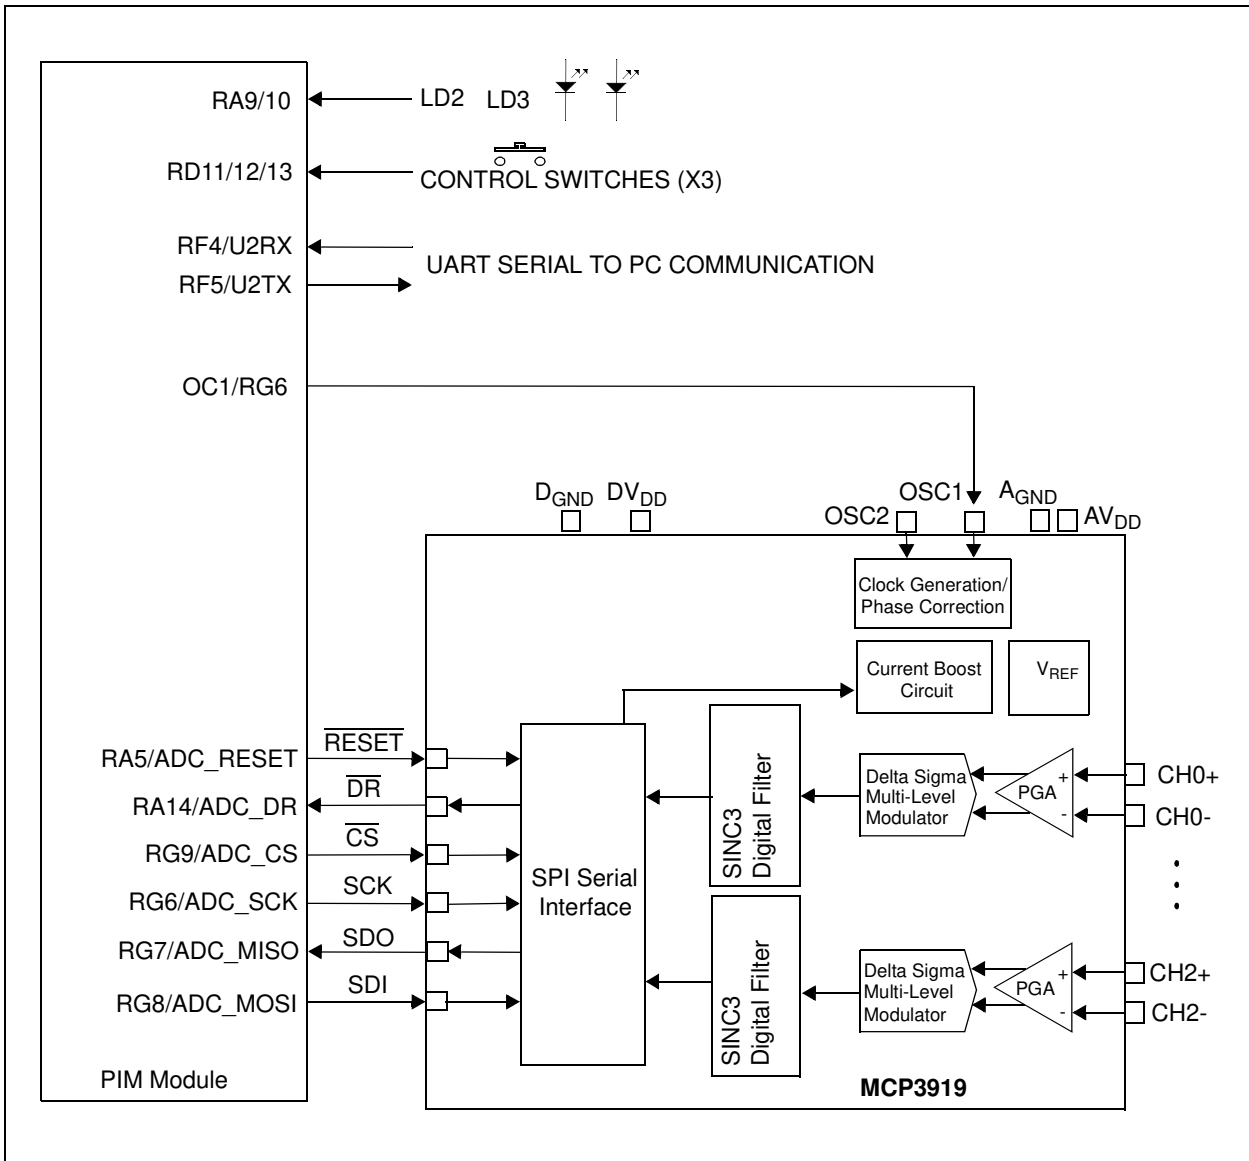 RA9/10
LD2 LD3
RD11/12/13
CONTROL SWITCHES (X3)
RF4/U2RX
UART SERIAL TO PC COMMUNICATION
RF5/U2TX
OC1/RG6
DGND
DVDD
OSC2
OSC1
AGND
AVDD
Clock Generation/
Phase Correction
Current Boost
Circuit
VREF
RA5/ADC_RESET
RESET
RA14/ADC_DR
DR
RG9/ADC_CS
CS
RG6/ADC_SCK
SCK
RG7/ADC_MISO
SDO
RG8/ADC_MOSI
SDI
SPI Serial
Interface
SINC3
Digital Filter
Delta Sigma
Multi-Level
Modulator
PGA
+
-
CH0+
CH0-
SINC3
Digital Filter
Delta Sigma
Multi-Level
Modulator
PGA
+
-
CH2+
CH2-
PIM Module
MCP3919